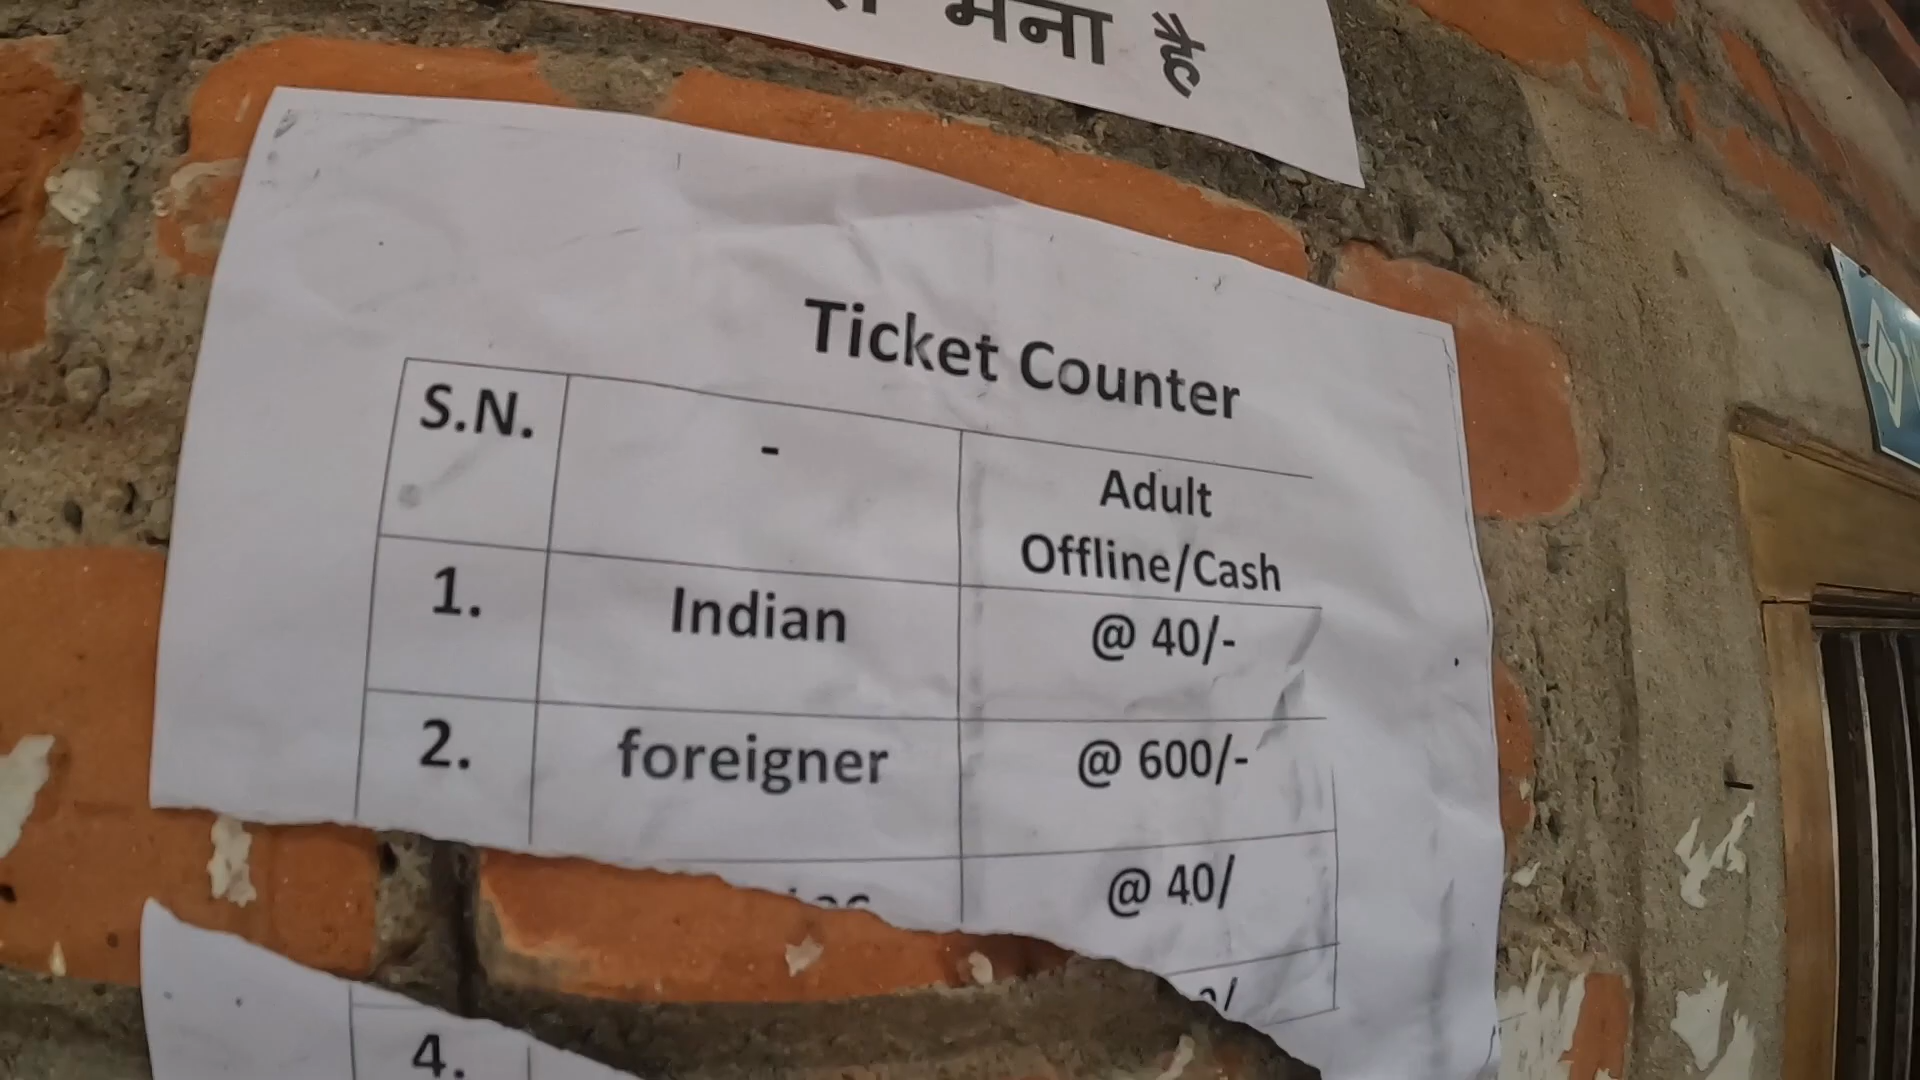 मना है
Ticket Counter
S.N. - Adult
Offline/Cash
1. Indian @ 40/-
2. foreigner @ 600/-
@ 40/
4.